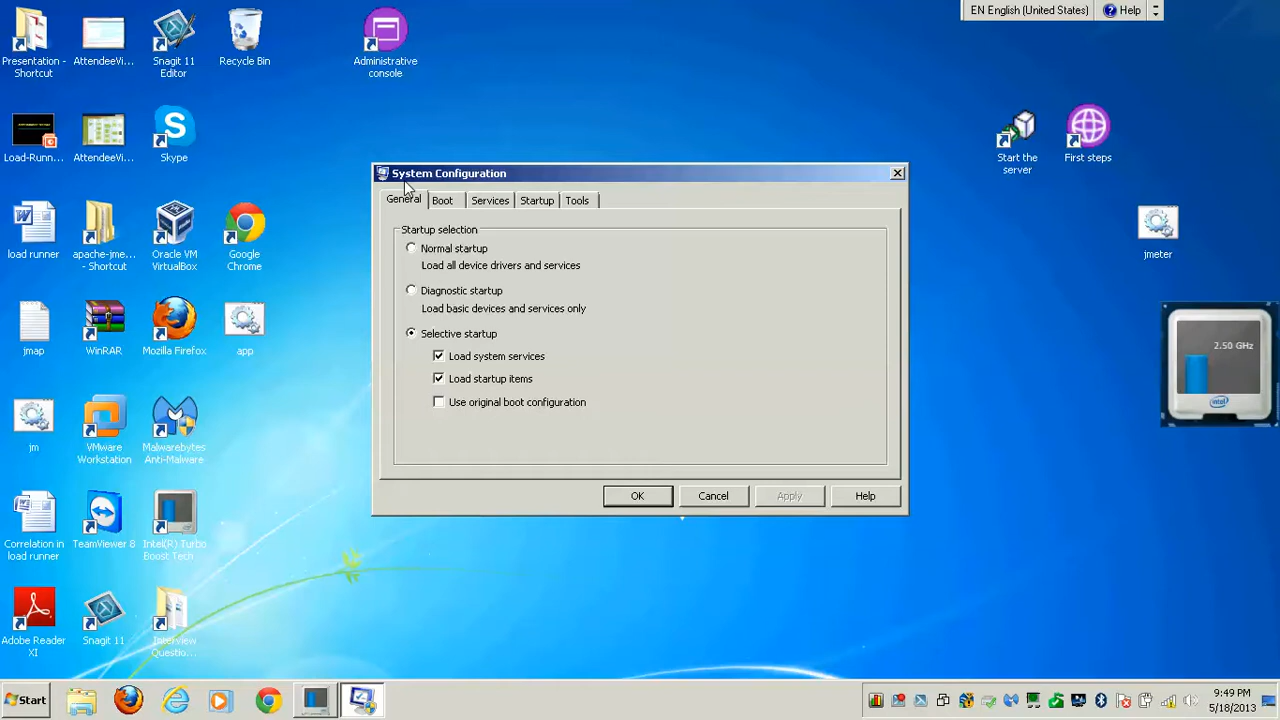 EN English (United States) Help
Presentation -
Shortcut
AttendeeVi...
Snagit 11
Editor
Recycle Bin
Administrative
console
Load-Runn...
AttendeeVi...
Skype
Start the
server
First steps
load runner
apache-jme...
- Shortcut
Oracle VM
VirtualBox
Google
Chrome
jmeter
jmap
WinRAR
Mozilla Firefox
app
jm
VMware
Workstation
Malwarebytes
Anti-Malware
Correlation in
load runner
TeamViewer 8
Intel(R) Turbo
Boost Tech
Adobe Reader
XI
Snagit 11
Interview
Questio...
System Configuration
General Boot Services Startup Tools
Startup selection
Normal startup
Load all device drivers and services
Diagnostic startup
Load basic devices and services only
Selective startup
Load system services
Load startup items
Use original boot configuration
OK Cancel Apply Help
2.50 GHz
intel
Start
9:49 PM
5/18/2013